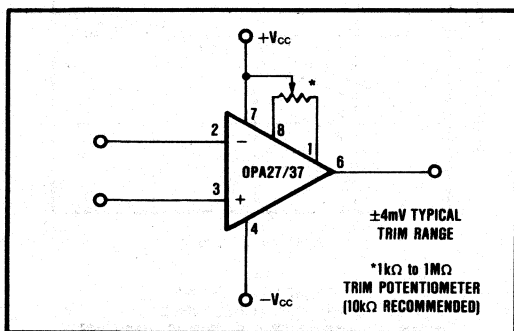 +Vcc
*
7
8
2
−
1
OPA27/37
6
3
+
4
±4mV TYPICAL
TRIM RANGE
*1kΩ to 1MΩ
TRIM POTENTIOMETER
(10kΩ RECOMMENDED)
−Vcc